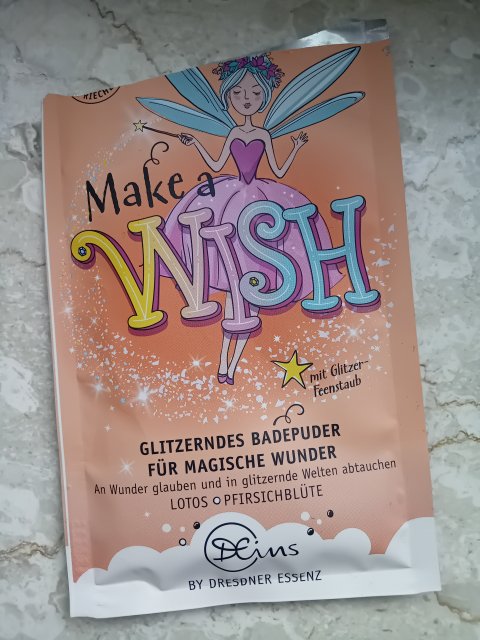 RIECH
Make a
WISH
mit Glitzer-
Feenstaub
GLITZERNDES BADEPUDER
FÜR MAGISCHE WUNDER
An Wunder glauben und in glitzernde Welten abtauchen
LOTOS PFIRSICHBLÜTE
DEins
BY DRESDNER ESSENZ